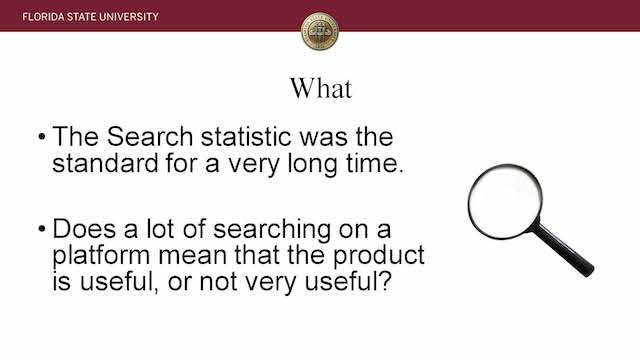 FLORIDA STATE UNIVERSITY
What
• The Search statistic was the
standard for a very long time.
• Does a lot of searching on a
platform mean that the product
is useful, or not very useful?